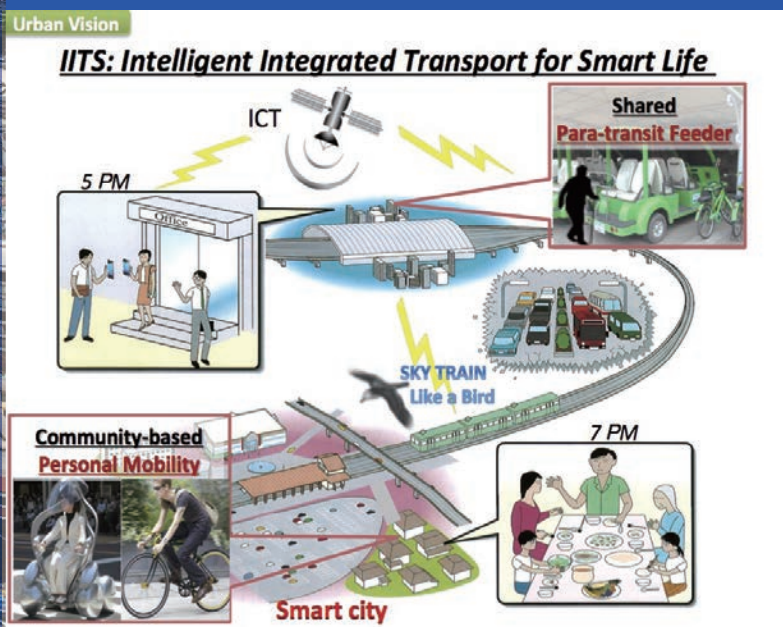 Urban Vision
IITS: Intelligent Integrated Transport for Smart Life
ICT
Shared
Para-transit Feeder
5 PM
Office
SKY TRAIN
Like a Bird
Community-based
Personal Mobility
7 PM
Smart city